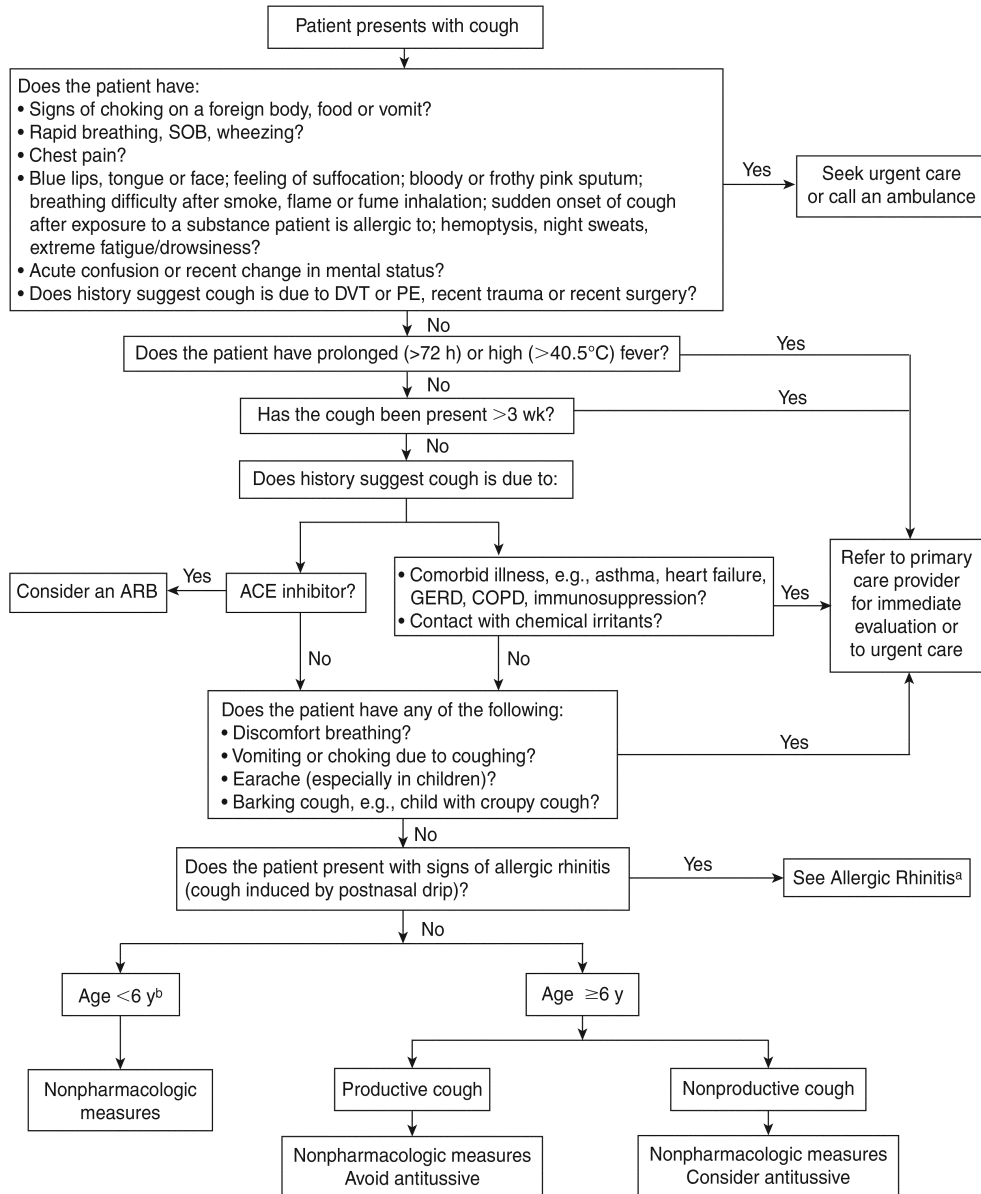 Patient presents with cough
Does the patient have:
• Signs of choking on a foreign body, food or vomit?
• Rapid breathing, SOB, wheezing?
• Chest pain?
• Blue lips, tongue or face; feeling of suffocation; bloody or frothy pink sputum;
breathing difficulty after smoke, flame or fume inhalation; sudden onset of cough
after exposure to a substance patient is allergic to; hemoptysis, night sweats,
extreme fatigue/drowsiness?
• Acute confusion or recent change in mental status?
• Does history suggest cough is due to DVT or PE, recent trauma or recent surgery?
Yes
Seek urgent care
or call an ambulance
No
Does the patient have prolonged (>72 h) or high (>40.5°C) fever?
Yes
No
Has the cough been present >3 wk?
Yes
No
Does history suggest cough is due to:
Consider an ARB
Yes
ACE inhibitor?
• Comorbid illness, e.g., asthma, heart failure,
GERD, COPD, immunosuppression?
• Contact with chemical irritants?
Yes
Refer to primary
care provider
for immediate
evaluation or
to urgent care
No
No
Does the patient have any of the following:
• Discomfort breathing?
• Vomiting or choking due to coughing?
• Earache (especially in children)?
• Barking cough, e.g., child with croupy cough?
Yes
No
Does the patient present with signs of allergic rhinitis
(cough induced by postnasal drip)?
Yes
See Allergic Rhinitisᵃ
No
Age <6 yᵇ
Age ≥6 y
Nonpharmacologic
measures
Productive cough
Nonproductive cough
Nonpharmacologic measures
Avoid antitussive
Nonpharmacologic measures
Consider antitussive